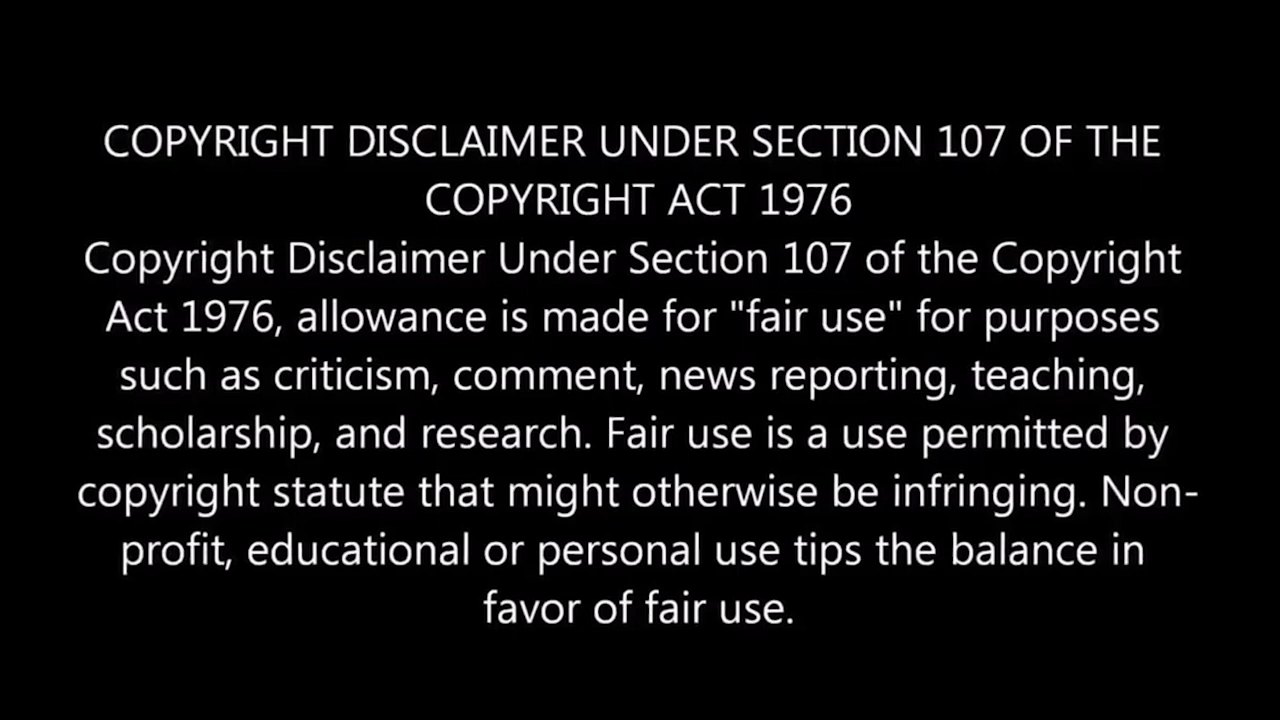 COPYRIGHT DISCLAIMER UNDER SECTION 107 OF THE
COPYRIGHT ACT 1976
Copyright Disclaimer Under Section 107 of the Copyright
Act 1976, allowance is made for "fair use" for purposes
such as criticism, comment, news reporting, teaching,
scholarship, and research. Fair use is a use permitted by
copyright statute that might otherwise be infringing. Non-
profit, educational or personal use tips the balance in
favor of fair use.